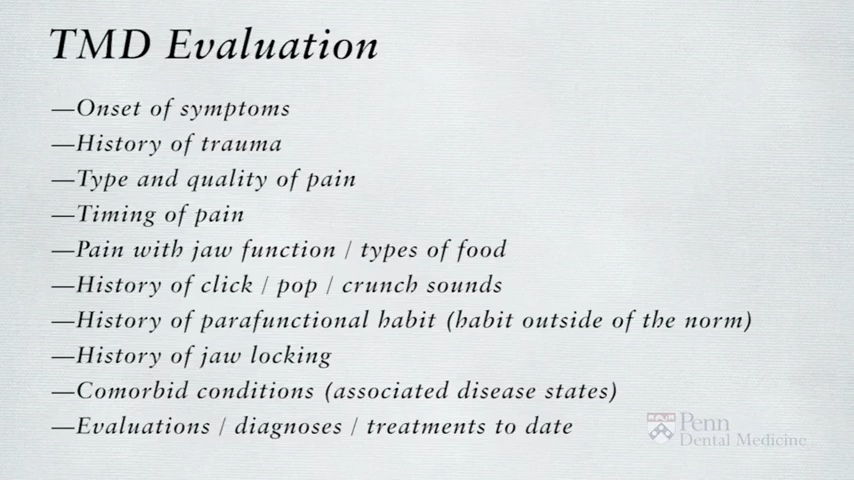 TMD Evaluation
—Onset of symptoms
—History of trauma
—Type and quality of pain
—Timing of pain
—Pain with jaw function / types of food
—History of click / pop / crunch sounds
—History of parafunctional habit (habit outside of the norm)
—History of jaw locking
—Comorbid conditions (associated disease states)
—Evaluations / diagnoses / treatments to date
Penn
Dental Medicine